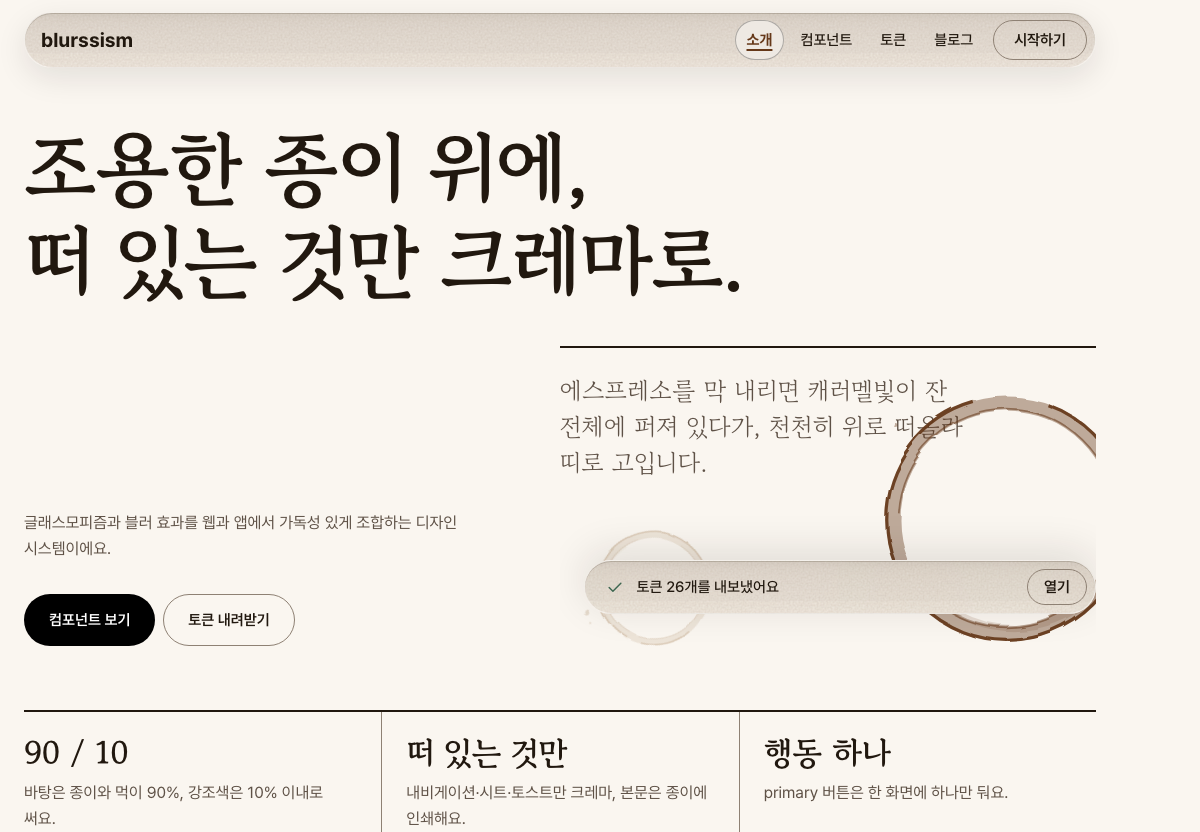 blurssism
소개
컴포넌트
토큰
블로그
시작하기
조용한 종이 위에,
떠 있는 것만 크레마로.
에스프레소를 막 내리면 캐러멜빛이 잔
전체에 퍼져 있다가, 천천히 위로 떠올라
띠로 고입니다.
글래스모피즘과 블러 효과를 웹과 앱에서 가독성 있게 조합하는 디자인
시스템이에요.
토큰 26개를 내보냈어요
열기
컴포넌트 보기
토큰 내려받기
90 / 10
바탕은 종이와 먹이 90%, 강조색은 10% 이내로
써요.
떠 있는 것만
내비게이션·시트·토스트만 크레마, 본문은 종이에
인쇄해요.
행동 하나
primary 버튼은 한 화면에 하나만 둬요.